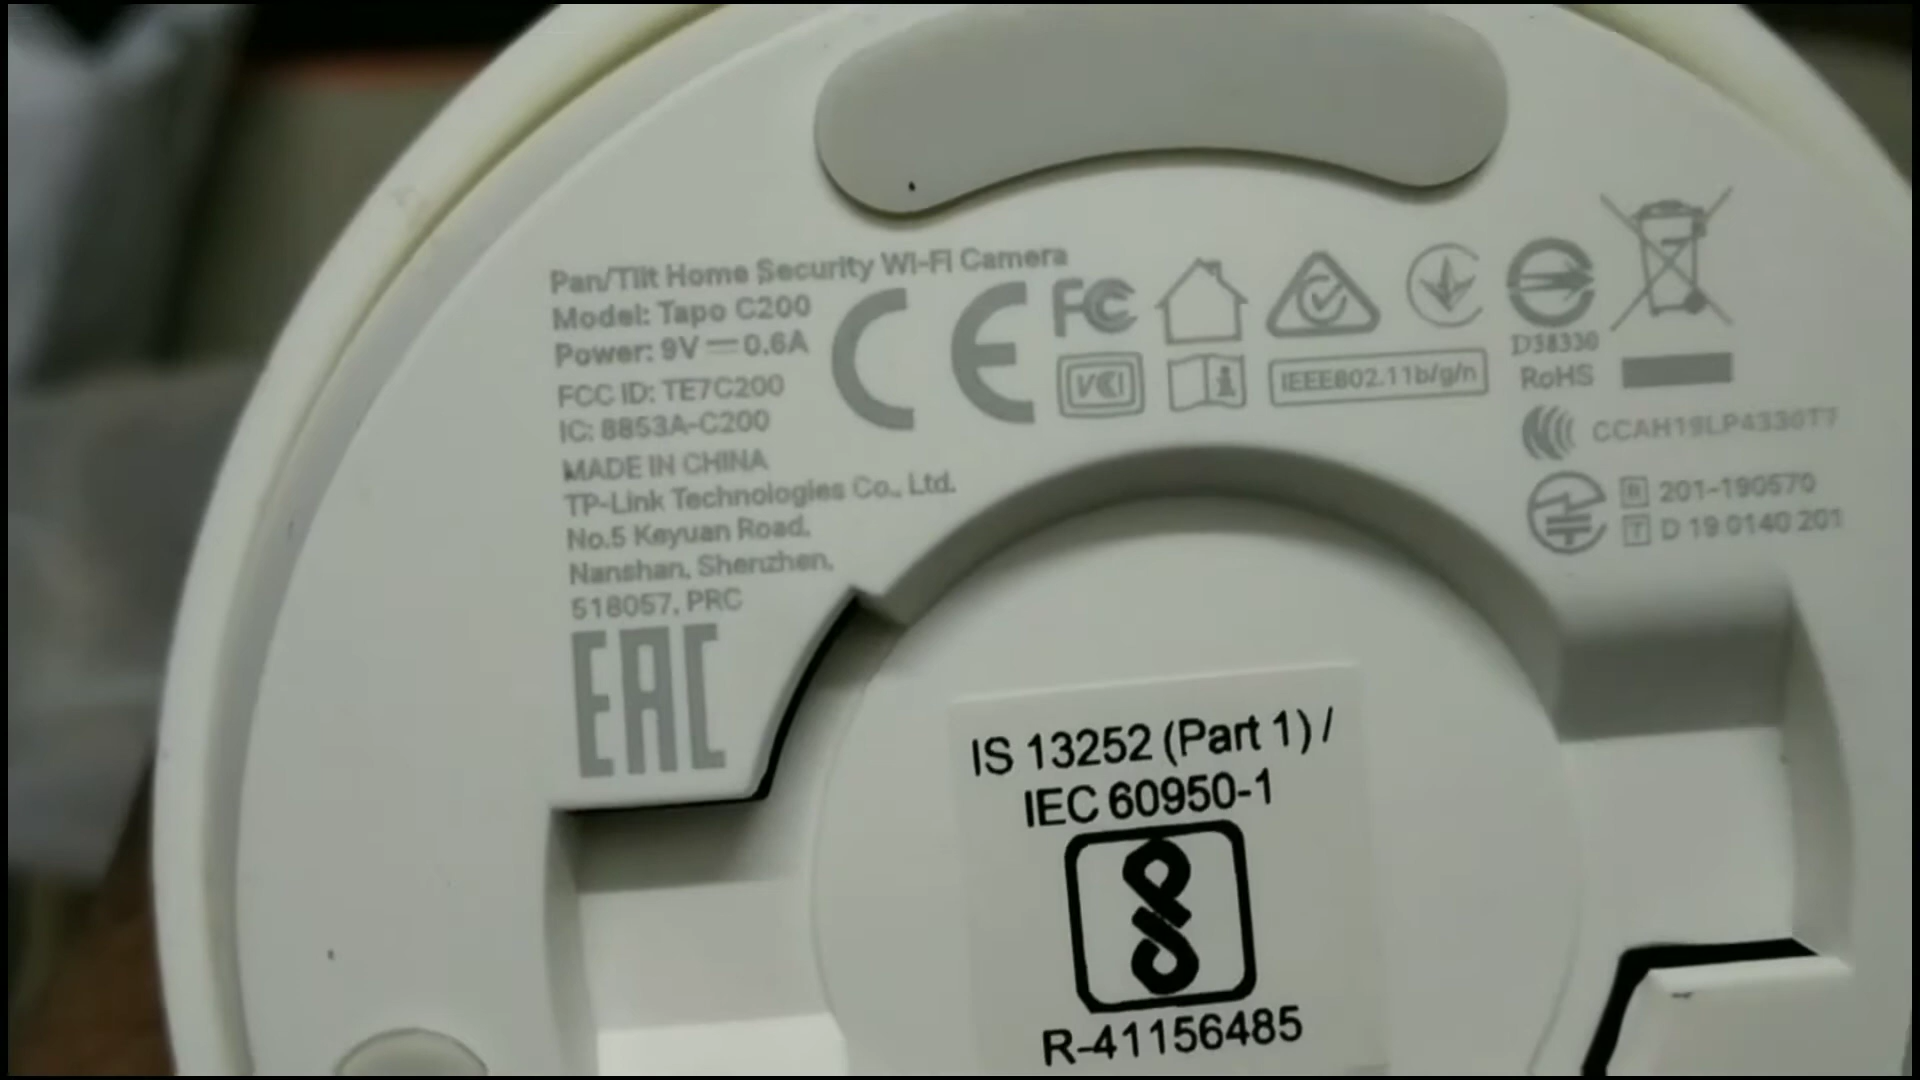 Pan/Tilt Home Security Wi-Fi Camera
Model: Tapo C200
Power: 9V 0.6A
FCC ID: TE7C200
IC: 8853A-C200
MADE IN CHINA
TP-Link Technologies Co., Ltd.
No.5 Keyuan Road,
Nanshan, Shenzhen,
518057, PRC
EAC
CE
FC
VCI
IEEE802.11b/g/n
D38330
RoHS
R 201-190570
T D 19 0140 201
IS 13252 (Part 1) /
IEC 60950-1
R-41156485